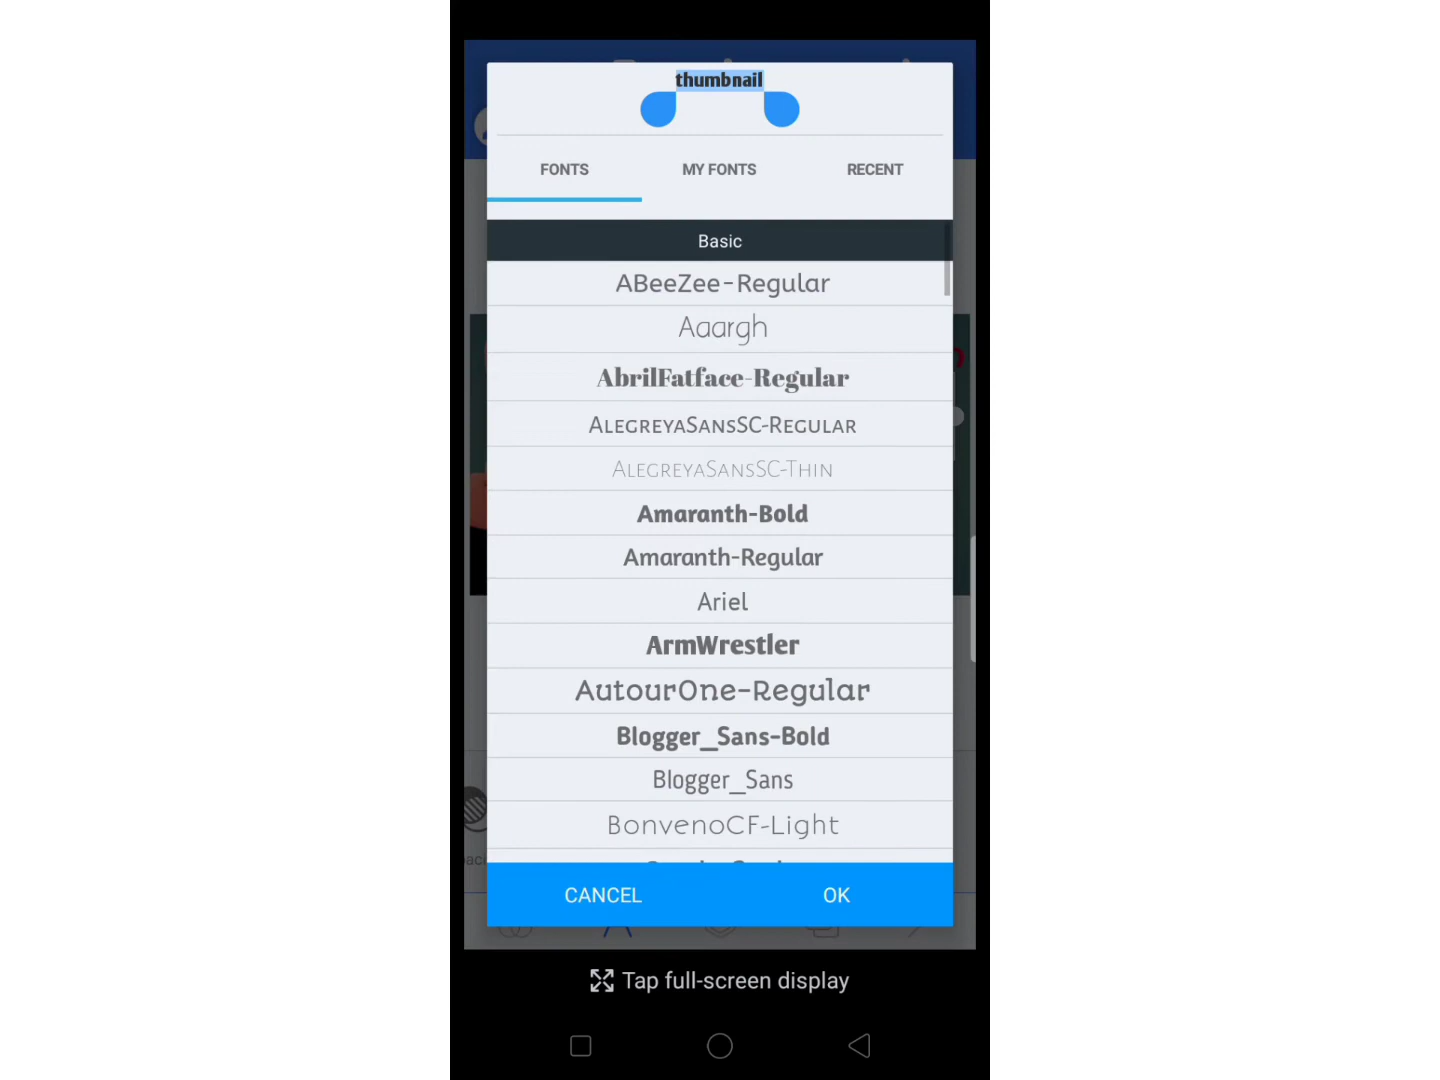 thumbnail
FONTS
MY FONTS
RECENT
Basic
ABeeZee-Regular
Aaargh
AbrilFatface-Regular
AlegreyaSansSC-Regular
AlegreyaSansSC-Thin
Amaranth-Bold
Amaranth-Regular
Ariel
ArmWrestler
AutourOne-Regular
Blogger_Sans-Bold
Blogger_Sans
BonvenoCF-Light
CANCEL
OK
Tap full-screen display